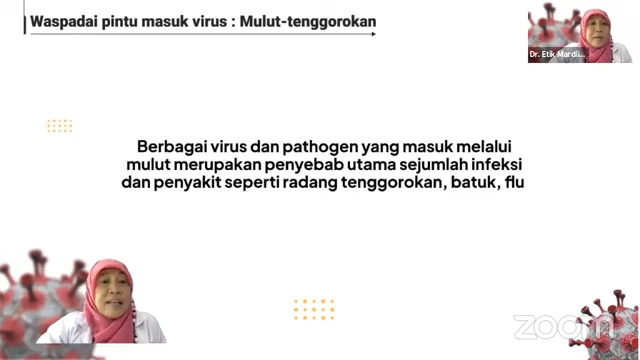 Waspadai pintu masuk virus : Mulut-tenggorokan
Dr. Etik Mardli...
Berbagai virus dan pathogen yang masuk melalui
mulut merupakan penyebab utama sejumlah infeksi
dan penyakit seperti radang tenggorokan, batuk, flu
zoom